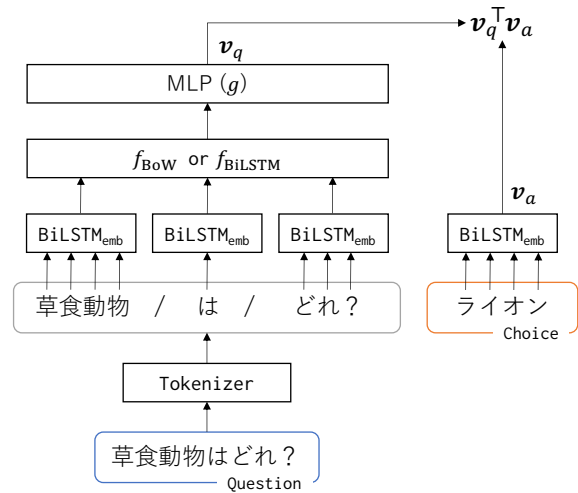 𝒗_q^⊤𝒗_a
𝒗_q
MLP (g)
f_BoW or f_BiLSTM
𝒗_a
BiLSTM_emb BiLSTM_emb BiLSTM_emb BiLSTM_emb
草食動物 / は / どれ？ ライオン
Choice
Tokenizer
草食動物はどれ？
Question